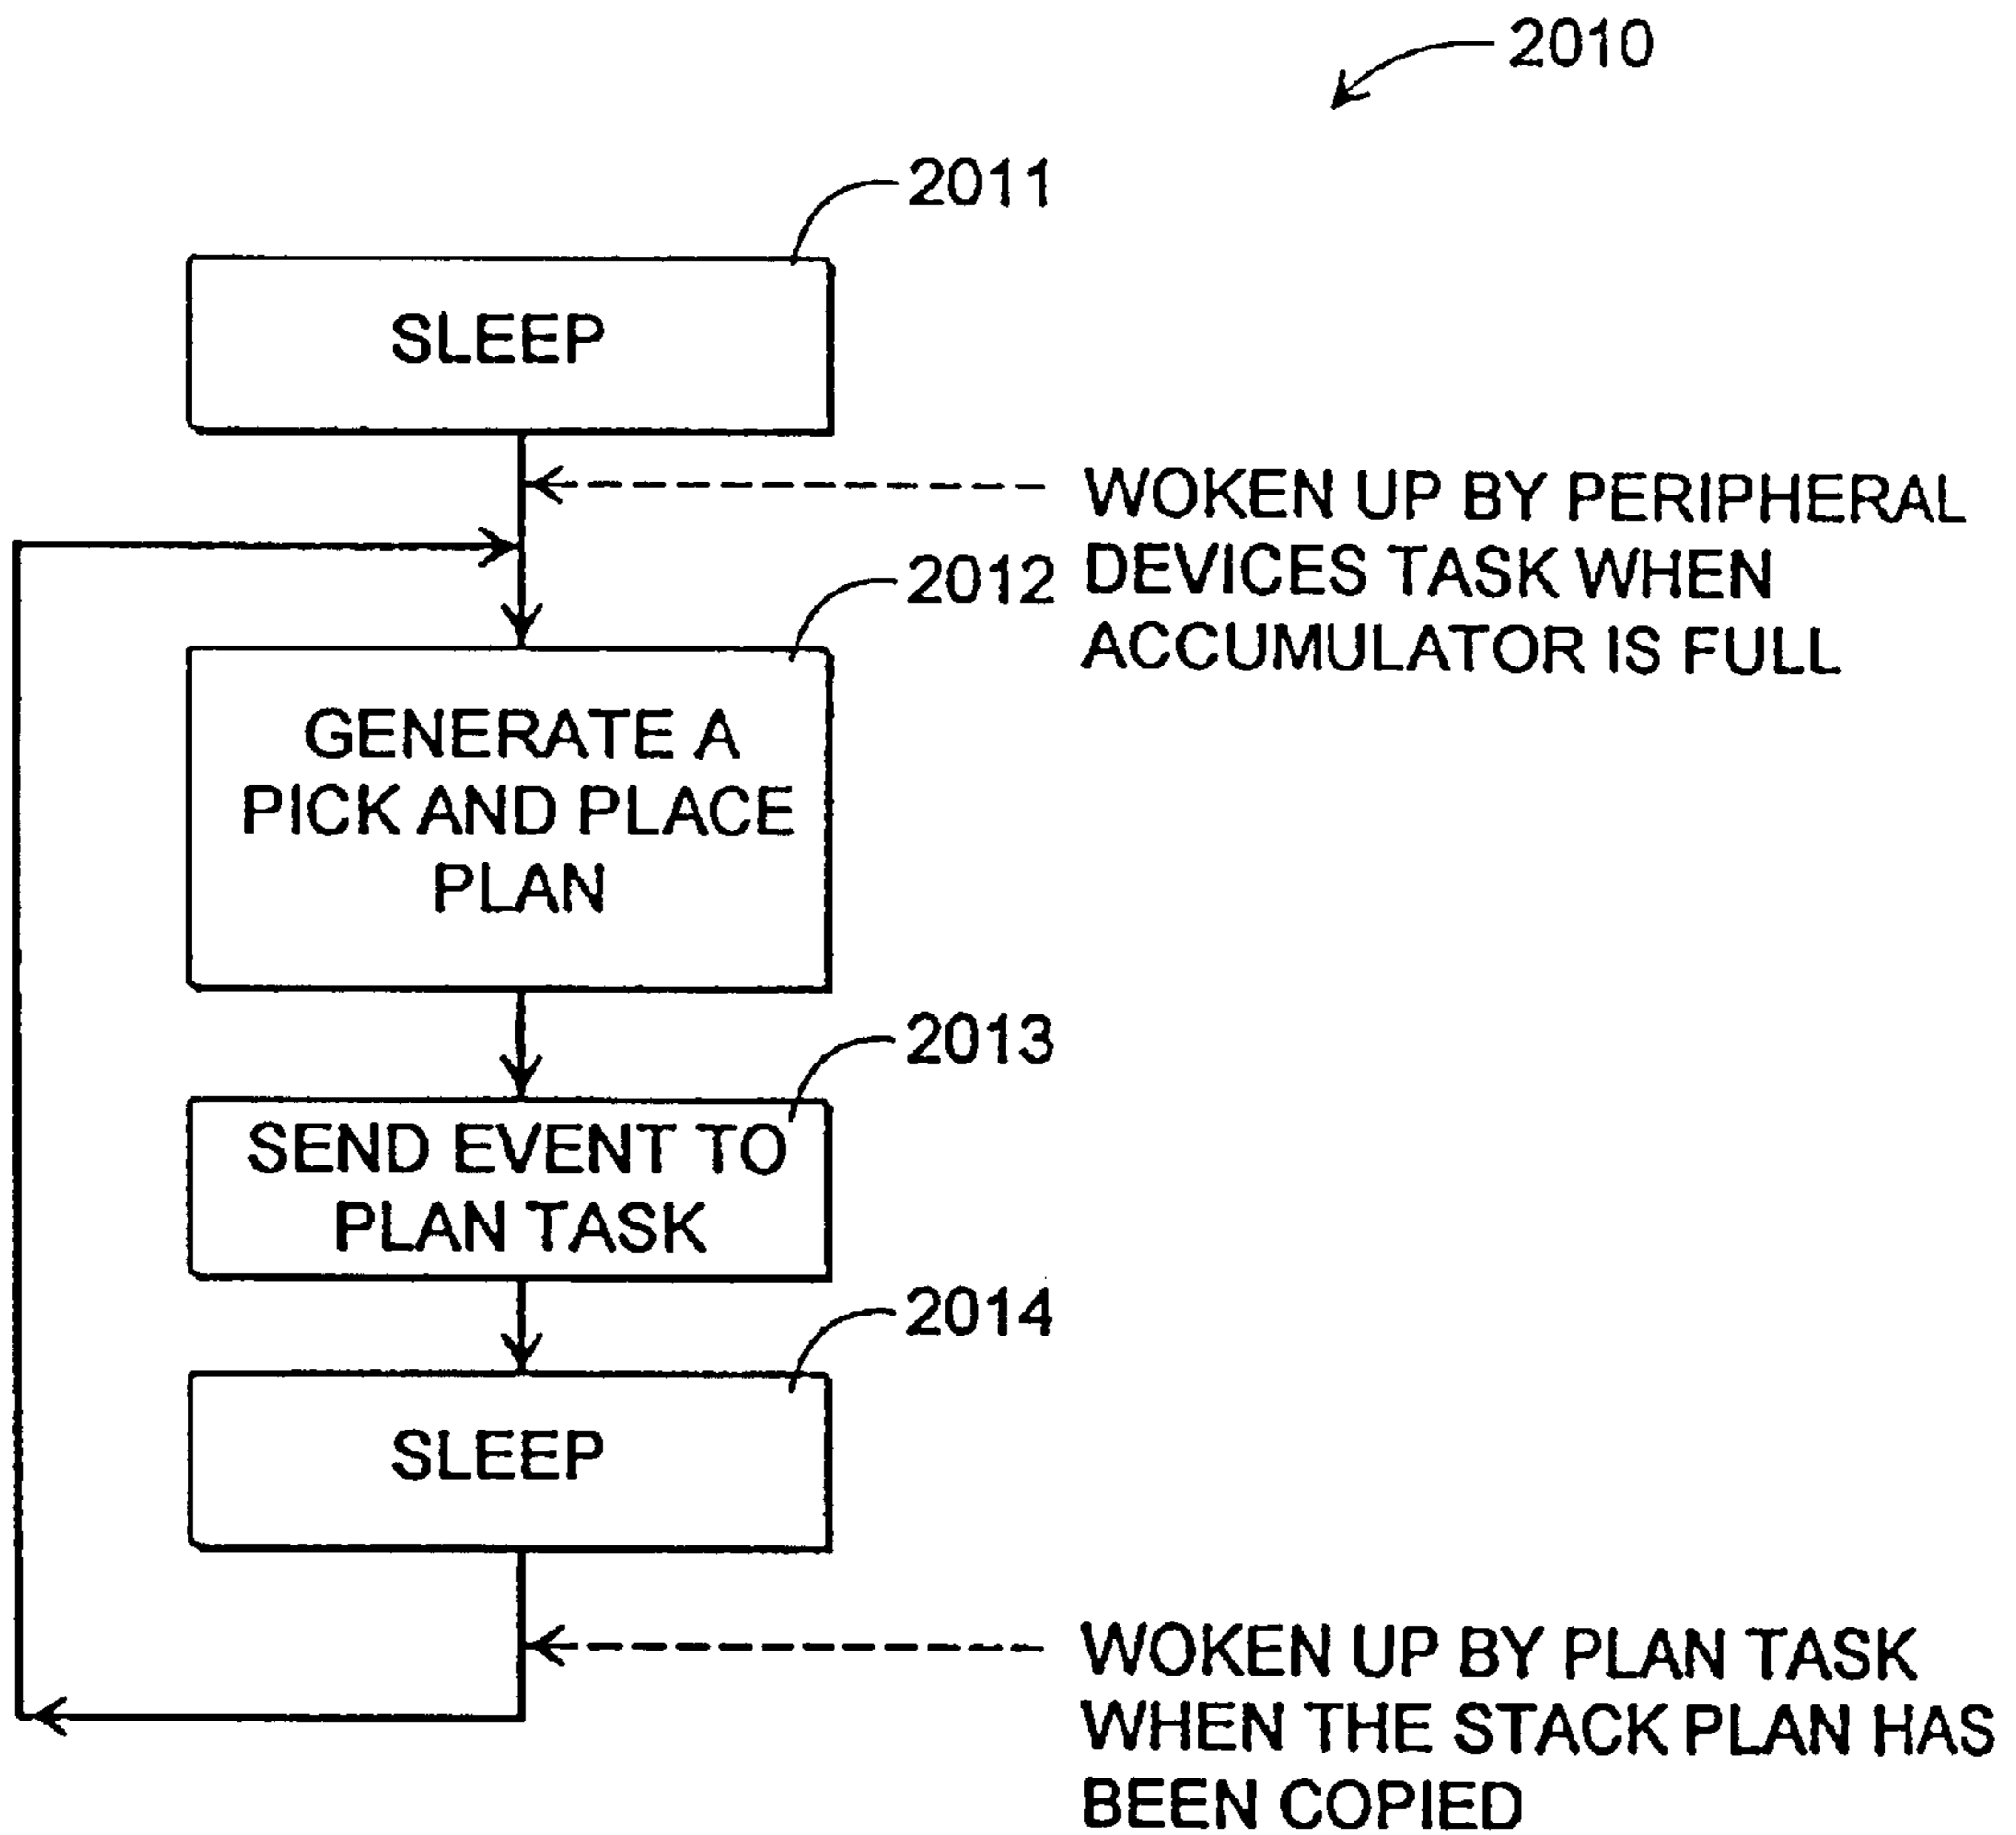 2010
2011
SLEEP
WOKEN UP BY PERIPHERAL
DEVICES TASK WHEN
ACCUMULATOR IS FULL
2012
GENERATE A
PICK AND PLACE
PLAN
2013
SEND EVENT TO
PLAN TASK
2014
SLEEP
WOKEN UP BY PLAN TASK
WHEN THE STACK PLAN HAS
BEEN COPIED